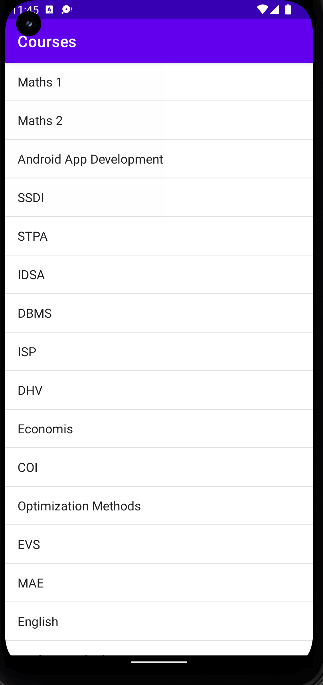 1:45
Courses
Maths 1
Maths 2
Android App Development
SSDI
STPA
IDSA
DBMS
ISP
DHV
Economis
COI
Optimization Methods
EVS
MAE
English